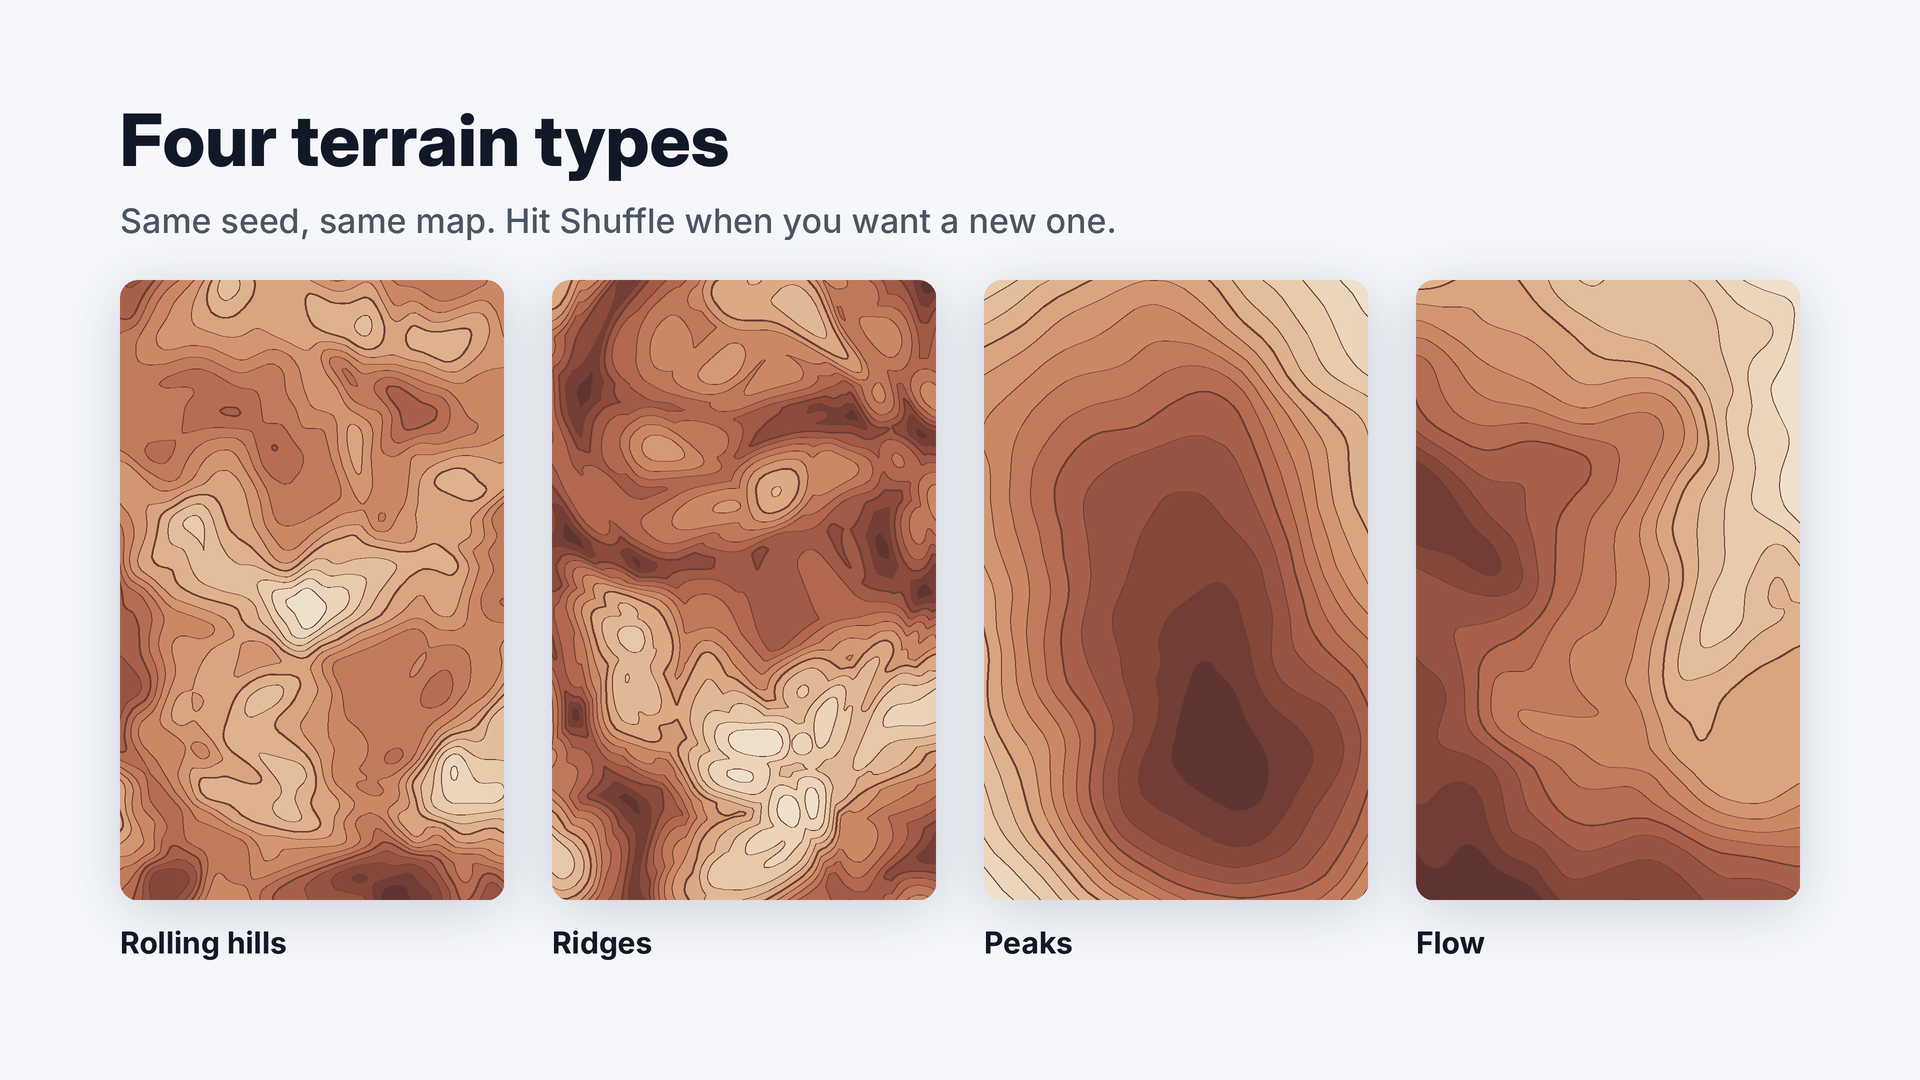 Four terrain types
Same seed, same map. Hit Shuffle when you want a new one.
Rolling hills
Ridges
Peaks
Flow